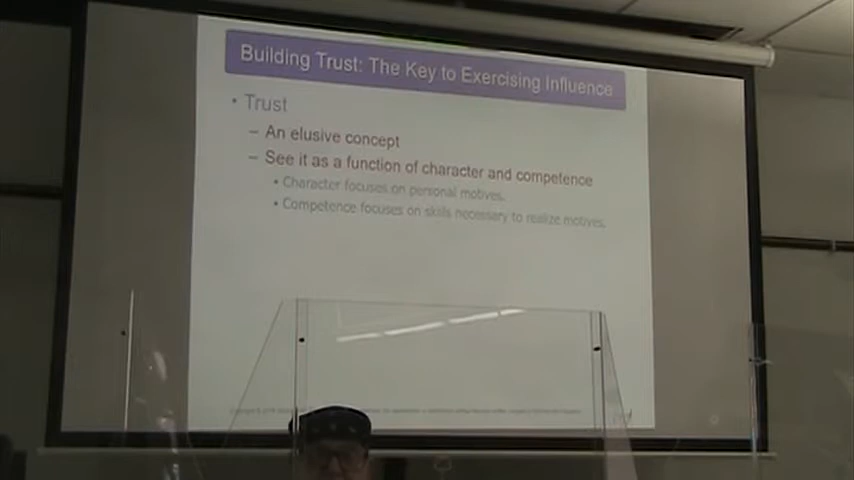 Building Trust: The Key to Exercising Influence
• Trust
– An elusive concept
– See it as a function of character and competence
• Character focuses on personal motives.
• Competence focuses on skills necessary to realize motives.